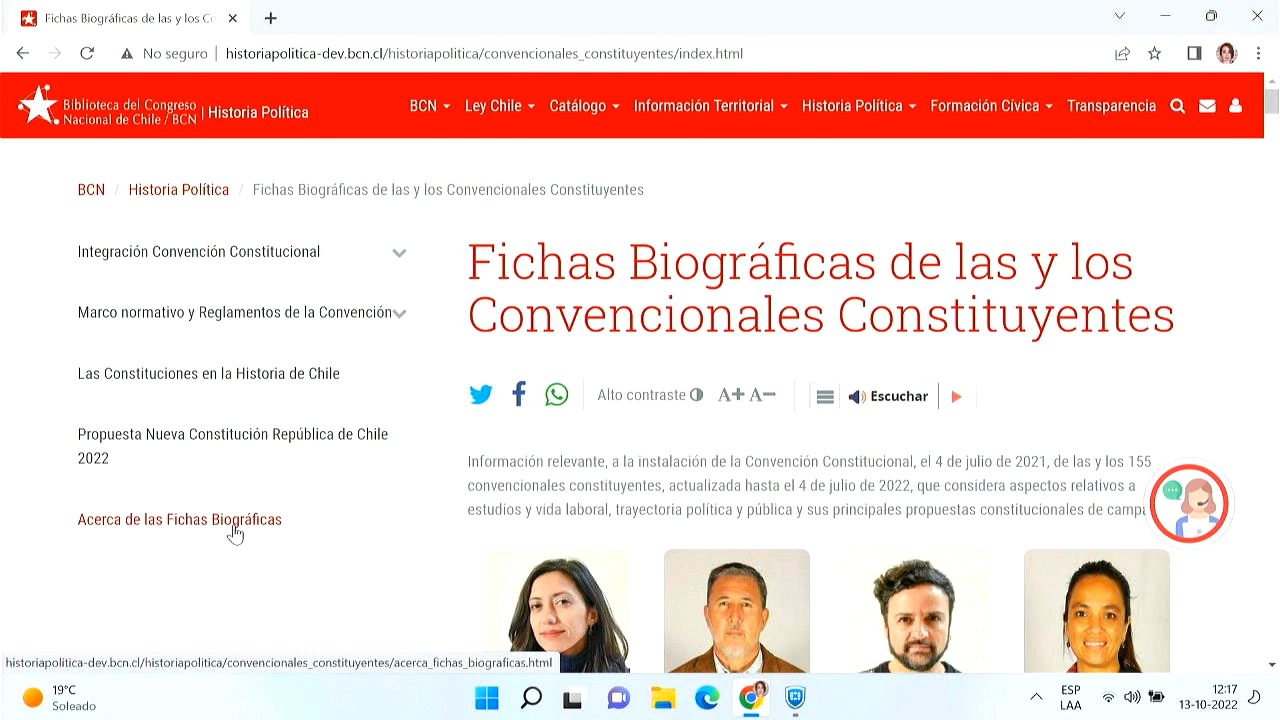 Fichas Biográficas de las y los Co
No seguro
historiapolitica-dev.bcn.cl/historiapolitica/convencionales_constituyentes/index.html
Biblioteca del Congreso
Nacional de Chile / BCN
| Historia Política
BCN
Ley Chile
Catálogo
Información Territorial
Historia Política
Formación Cívica
Transparencia
BCN / Historia Política / Fichas Biográficas de las y los Convencionales Constituyentes
Integración Convención Constitucional
Marco normativo y Reglamentos de la Convención
Las Constituciones en la Historia de Chile
Propuesta Nueva Constitución República de Chile
2022
Acerca de las Fichas Biográficas
Fichas Biográficas de las y los
Convencionales Constituyentes
Alto contraste
A+ A−
Escuchar
Información relevante, a la instalación de la Convención Constitucional, el 4 de julio de 2021, de las y los 155
convencionales constituyentes, actualizada hasta el 4 de julio de 2022, que considera aspectos relativos a
estudios y vida laboral, trayectoria política y pública y sus principales propuestas constitucionales de campa
historiapolitica-dev.bcn.cl/historiapolitica/convencionales_constituyentes/acerca_fichas_biograficas.html
19°C
Soleado
ESP
LAA
12:17
13-10-2022